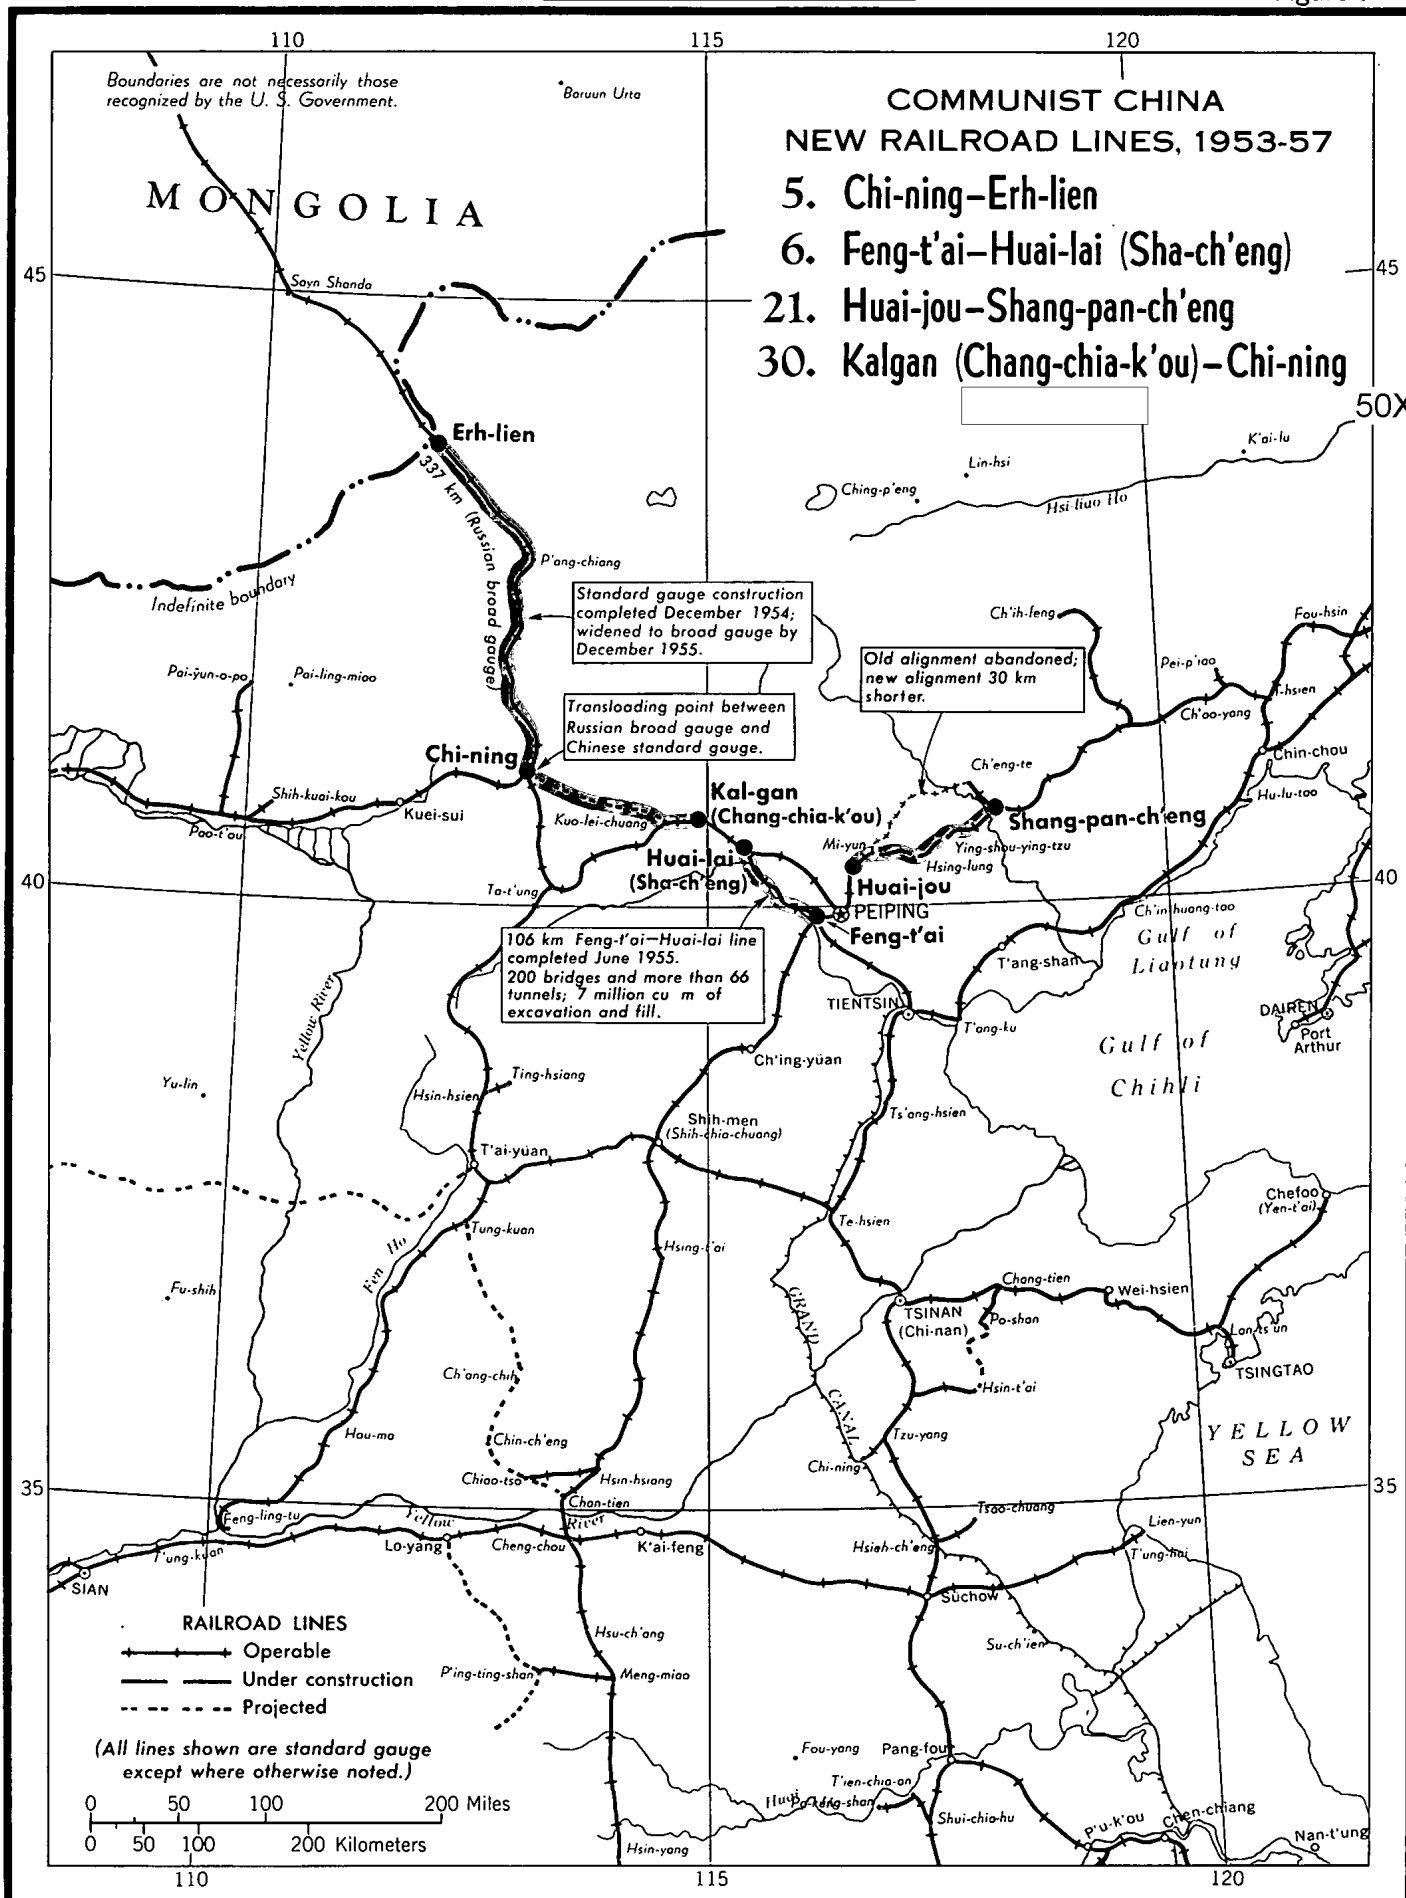 110
115
120
Boundaries are not necessarily those
recognized by the U. S. Government.
Baruun Urta
COMMUNIST CHINA
NEW RAILROAD LINES, 1953-57
5. Chi-ning–Erh-lien
6. Feng-t'ai–Huai-lai (Sha-ch'eng)
21. Huai-jou–Shang-pan-ch'eng
30. Kalgan (Chang-chia-k'ou)–Chi-ning
50X
MONGOLIA
45
45
Sayn Shanda
Erh-lien
337 km (Russian broad gauge)
K'ai-lu
Lin-hsi
Ching-p'eng
Hsi-liao Ho
P'ang-chiang
Indefinite boundary
Standard gauge construction
completed December 1954;
widened to broad gauge by
December 1955.
Ch'ih-feng
Fou-hsin
Pai-yun-o-po
Pai-ling-miao
Old alignment abandoned;
new alignment 30 km
shorter.
Pei-p'iao
I-hsien
Ch'ao-yang
Transloading point between
Russian broad gauge and
Chinese standard gauge.
Chi-ning
Chin-chou
Ch'eng-te
Hu-lu-tao
Shih-kuai-kou
Kuei-sui
Pao-t'ou
Kal-gan
(Chang-chia-k'ou)
Kuo-lei-chuang
Shang-pan-ch'eng
Mi-yun
Ying-shou-ying-tzu
Hsing-lung
Huai-lai
(Sha-ch'eng)
Huai-jou
40
40
Ta-t'ung
PEIPING
Feng-t'ai
Ch'in-huang-tao
Gulf of
Liaotung
106 km Feng-t'ai–Huai-lai line
completed June 1955.
200 bridges and more than 66
tunnels; 7 million cu m of
excavation and fill.
T'ang-shan
TIENTSIN
T'ang-ku
DAIREN
Port
Arthur
Yellow River
Ch'ing-yüan
Gulf of
Chihli
Yu-lin
Ting-hsiang
Hsin-hsien
Ts'ang-hsien
Shih-men
(Shih-chia-chuang)
T'ai-yüan
Chefoo
(Yen-t'ai)
Te-hsien
Tung-kuan
Fen Ho
Hsing-t'ai
Fu-shih
GRAND
CANAL
Chang-tien
Wei-hsien
TSINAN
(Chi-nan)
Po-shan
Lan-ts'un
TSINGTAO
Ch'ang-chih
Hsin-t'ai
YELLOW
SEA
Hou-ma
Chin-ch'eng
Tzu-yang
Chi-ning
Chiao-tso
Hsin-hsiang
35
35
Chan-tien
Tsao-chuang
Feng-ling-tu
Yellow
River
Lien-yun
T'ung-kuan
Lo-yang
Cheng-chou
K'ai-feng
Hsieh-ch'eng
T'ung-hai
SIAN
Süchow
RAILROAD LINES
Operable
Under construction
Projected
Hsu-ch'ang
Su-ch'ien
P'ing-ting-shan
Meng-miao
(All lines shown are standard gauge
except where otherwise noted.)
Fou-yang
Pang-fou
T'ien-chia-an
Huai
0 50 100 200 Miles
0 50 100 200 Kilometers
Shui-chia-hu
P'u-k'ou
Chen-chiang
Nan-t'ung
Hsin-yang
110
115
120